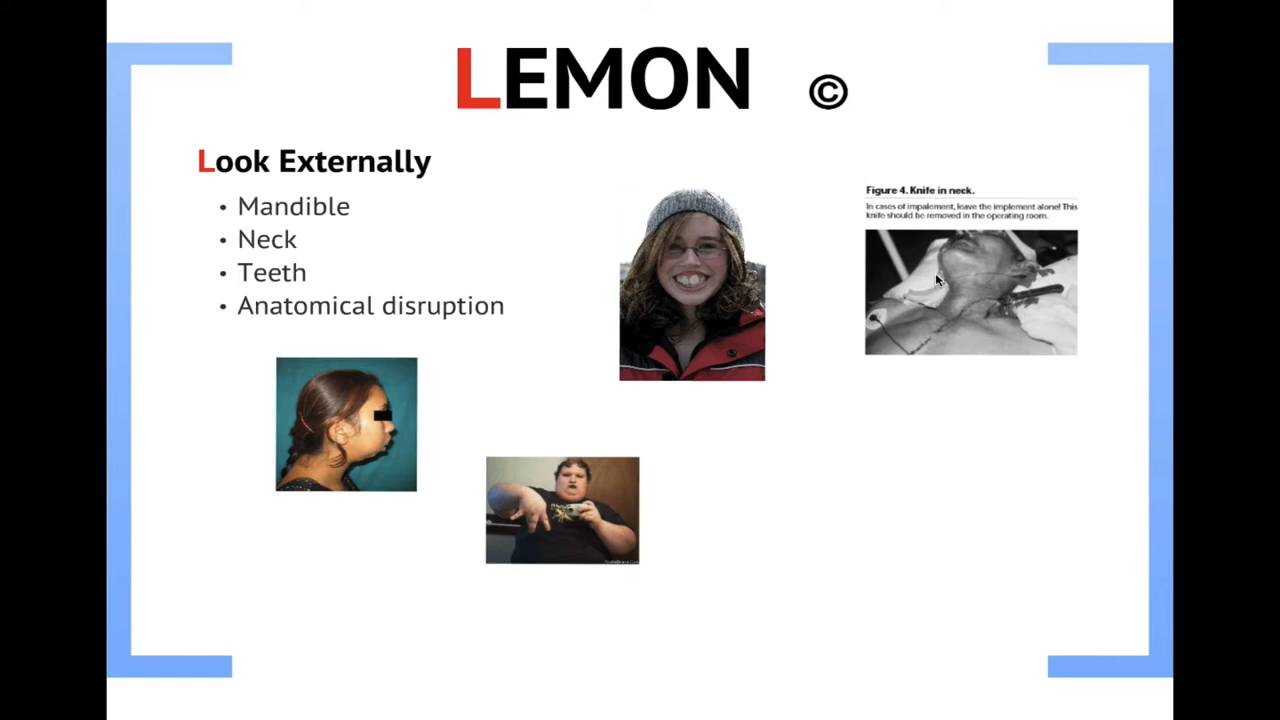 LEMON ©
Look Externally
• Mandible
• Neck
• Teeth
• Anatomical disruption
Figure 4. Knife in neck.
In cases of impalement, leave the implement alone! This
knife should be removed in the operating room.